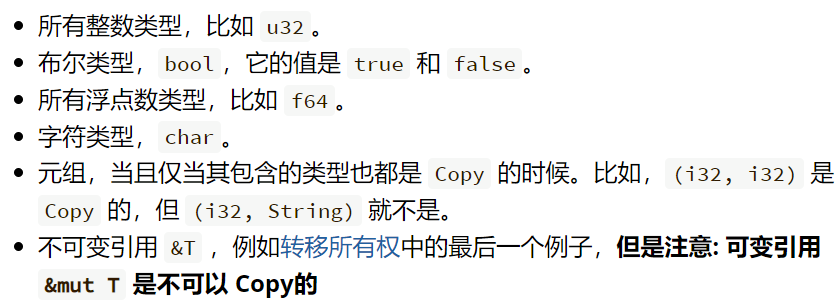 所有整数类型，比如 u32。
布尔类型，bool，它的值是 true 和 false。
所有浮点数类型，比如 f64。
字符类型，char。
元组，当且仅当其包含的类型也都是 Copy 的时候。比如，(i32, i32) 是
Copy 的，但 (i32, String) 就不是。
不可变引用 &T ，例如转移所有权中的最后一个例子，但是注意: 可变引用
&mut T 是不可以 Copy的